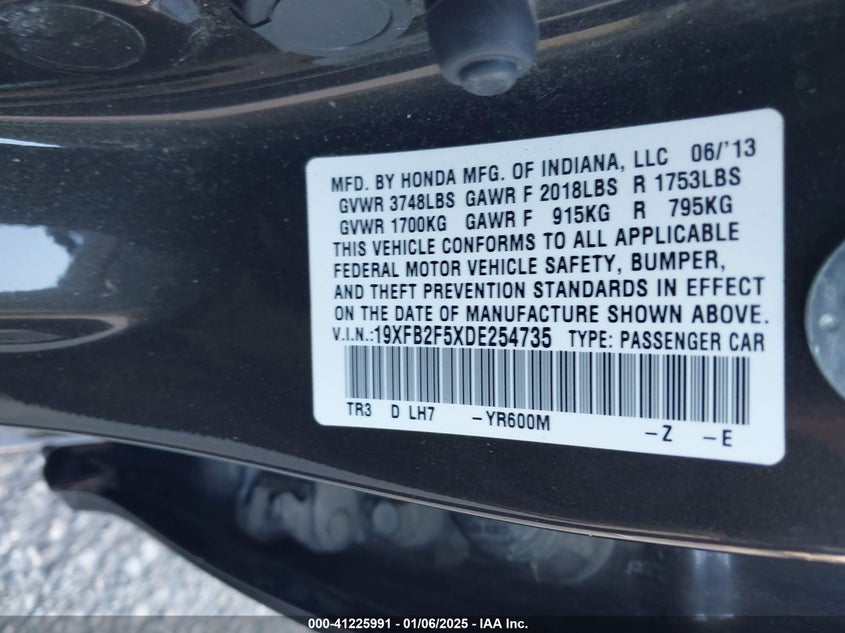 MFD. BY HONDA MFG. OF INDIANA, LLC 06/'13
GVWR 3748LBS GAWR F 2018LBS R 1753LBS
GVWR 1700KG GAWR F 915KG R 795KG
THIS VEHICLE CONFORMS TO ALL APPLICABLE
FEDERAL MOTOR VEHICLE SAFETY, BUMPER,
AND THEFT PREVENTION STANDARDS IN EFFECT
ON THE DATE OF MANUFACTURE SHOWN ABOVE.
V.I.N.:19XFB2F5XDE254735 TYPE: PASSENGER CAR
TR3 D LH7 -YR600M -Z -E
000-41225991 - 01/06/2025 - IAA Inc.